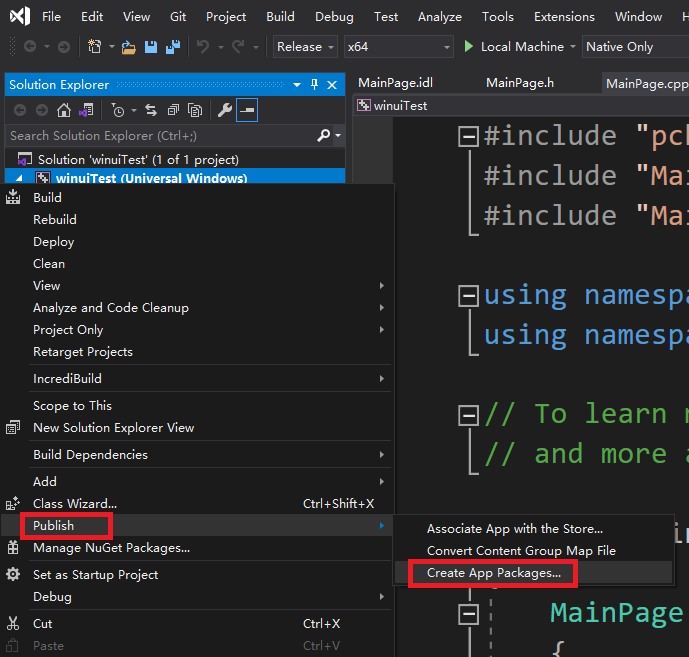 File Edit View Git Project Build Debug Test Analyze Tools Extensions Window
Release x64 Local Machine Native Only
Solution Explorer
MainPage.idl MainPage.h MainPage.cpp
winuiTest
Search Solution Explorer (Ctrl+;)
Solution 'winuiTest' (1 of 1 project)
winuiTest (Universal Windows)
#include "pcl
#include "Mai
#include "Mai
using namespa
using namespa
// To learn
// and more a
MainPage
{
Build
Rebuild
Deploy
Clean
View
Analyze and Code Cleanup
Project Only
Retarget Projects
IncrediBuild
Scope to This
New Solution Explorer View
Build Dependencies
Add
Class Wizard... Ctrl+Shift+X
Publish
Manage NuGet Packages...
Set as Startup Project
Debug
Cut Ctrl+X
Paste Ctrl+V
Associate App with the Store...
Convert Content Group Map File
Create App Packages...